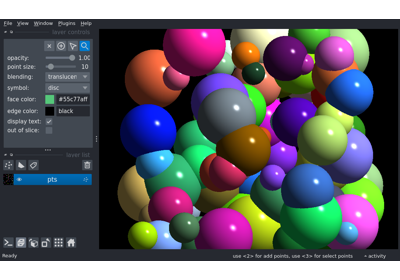 File View Window Plugins Help
layer controls
opacity: 1.00
point size: 10
blending: translucen
symbol: disc
face color: #55c77aff
edge color: black
display text:
out of slice:
layer list
pts
Ready use <2> for add points, use <3> for select points activity